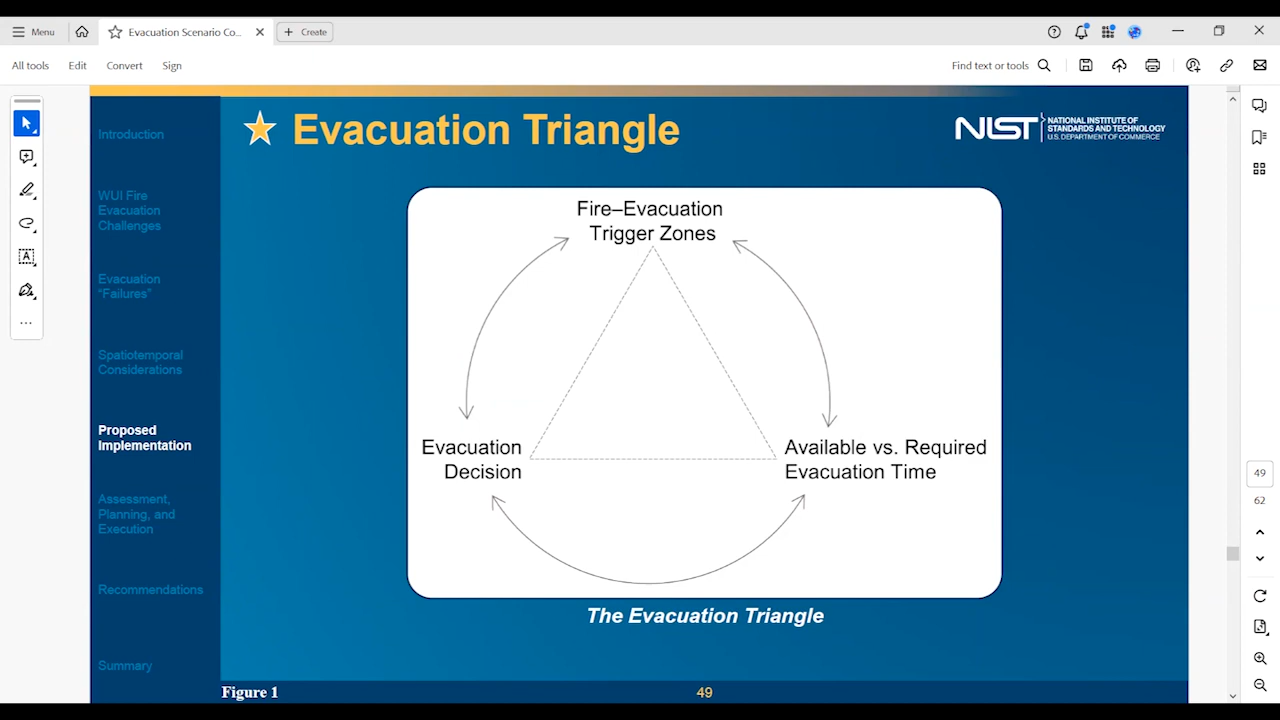 Menu
Evacuation Scenario Co...
Create
All tools
Edit
Convert
Sign
Find text or tools
Introduction
WUI Fire
Evacuation
Challenges
Evacuation
“Failures”
Spatiotemporal
Considerations
Proposed
Implementation
Assessment,
Planning, and
Execution
Recommendations
Summary
Evacuation Triangle
NIST
NATIONAL INSTITUTE OF
STANDARDS AND TECHNOLOGY
U.S. DEPARTMENT OF COMMERCE
Fire–Evacuation
Trigger Zones
Evacuation
Decision
Available vs. Required
Evacuation Time
The Evacuation Triangle
Figure 1
49
49
62